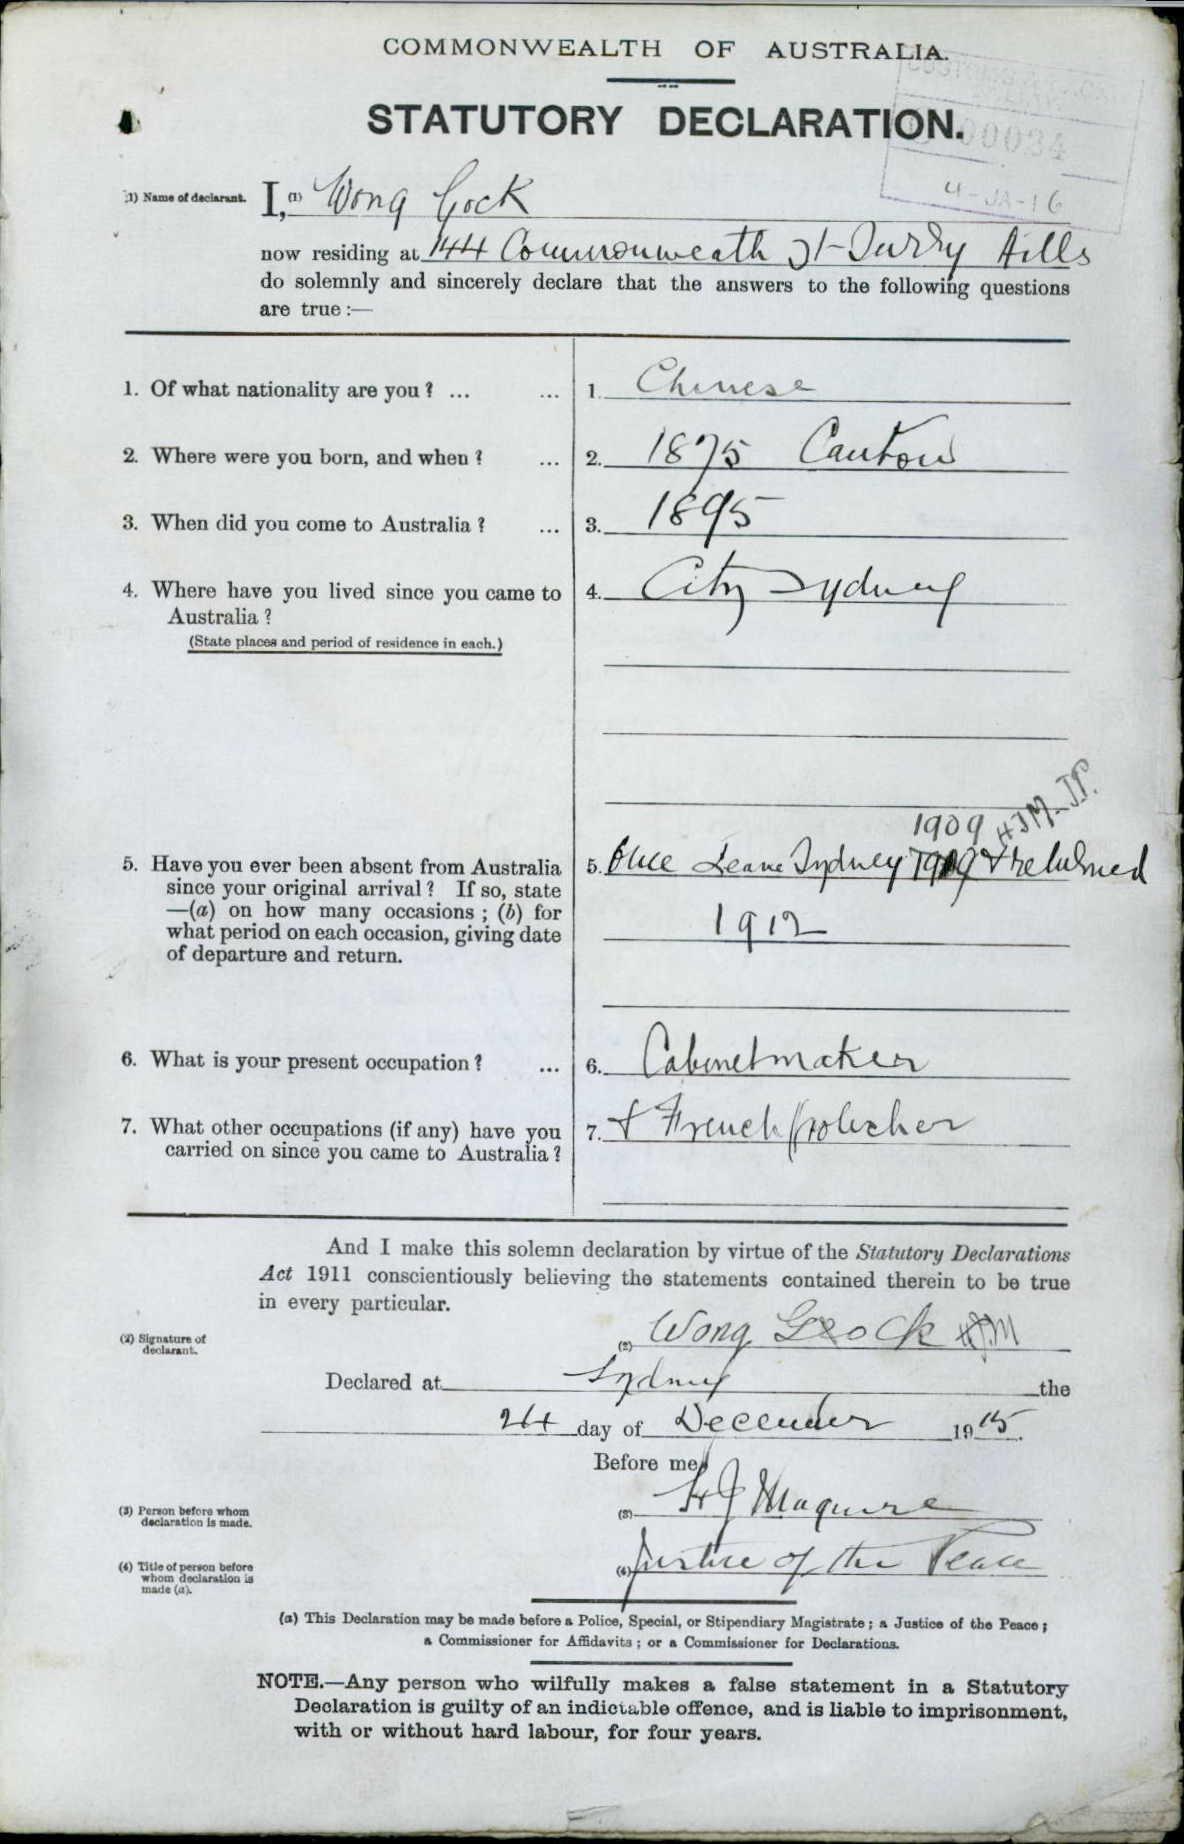 COMMONWEALTH OF AUSTRALIA.
STATUTORY DECLARATION.
00034
4-JA-16
(1) Name of declarant. I, (1) Wong Gock
now residing at 144 Commonweath St Surry Hills
do solemnly and sincerely declare that the answers to the following questions
are true :—
1. Of what nationality are you ? ... ... 1. Chinese
2. Where were you born, and when ? ... 2. 1875 Canton
3. When did you come to Australia ? ... 3. 1895
4. Where have you lived since you came to 4. City Sydney
Australia ?
(State places and period of residence in each.)
1909 HJM. JP.
5. Have you ever been absent from Australia 5. Once Leave Sydney 1909 & returned
since your original arrival ? If so, state
—(a) on how many occasions ; (b) for 1912
what period on each occasion, giving date
of departure and return.
6. What is your present occupation ? ... 6. Cabinetmaker
7. What other occupations (if any) have you 7. & French polisher
carried on since you came to Australia ?
And I make this solemn declaration by virtue of the Statutory Declarations
Act 1911 conscientiously believing the statements contained therein to be true
in every particular.
(2) Signature of (2) Wong Gock HJM
declarant.
Declared at Sydney the
24 day of December 1915.
Before me,
(3) Person before whom (3) H J Maguire
declaration is made.
(4) Title of person before (4) Justice of the Peace
whom declaration is
made (a).
(a) This Declaration may be made before a Police, Special, or Stipendiary Magistrate ; a Justice of the Peace ;
a Commissioner for Affidavits ; or a Commissioner for Declarations.
NOTE.—Any person who wilfully makes a false statement in a Statutory
Declaration is guilty of an indictable offence, and is liable to imprisonment,
with or without hard labour, for four years.